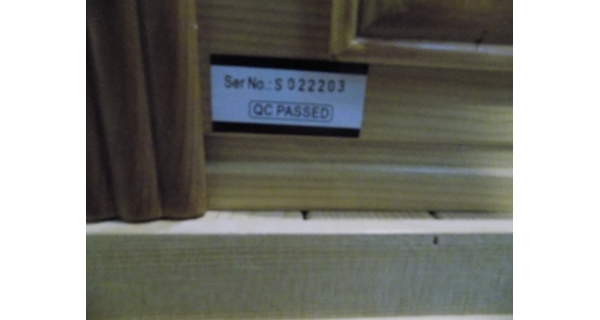 Ser No.: S 022203
QC PASSED